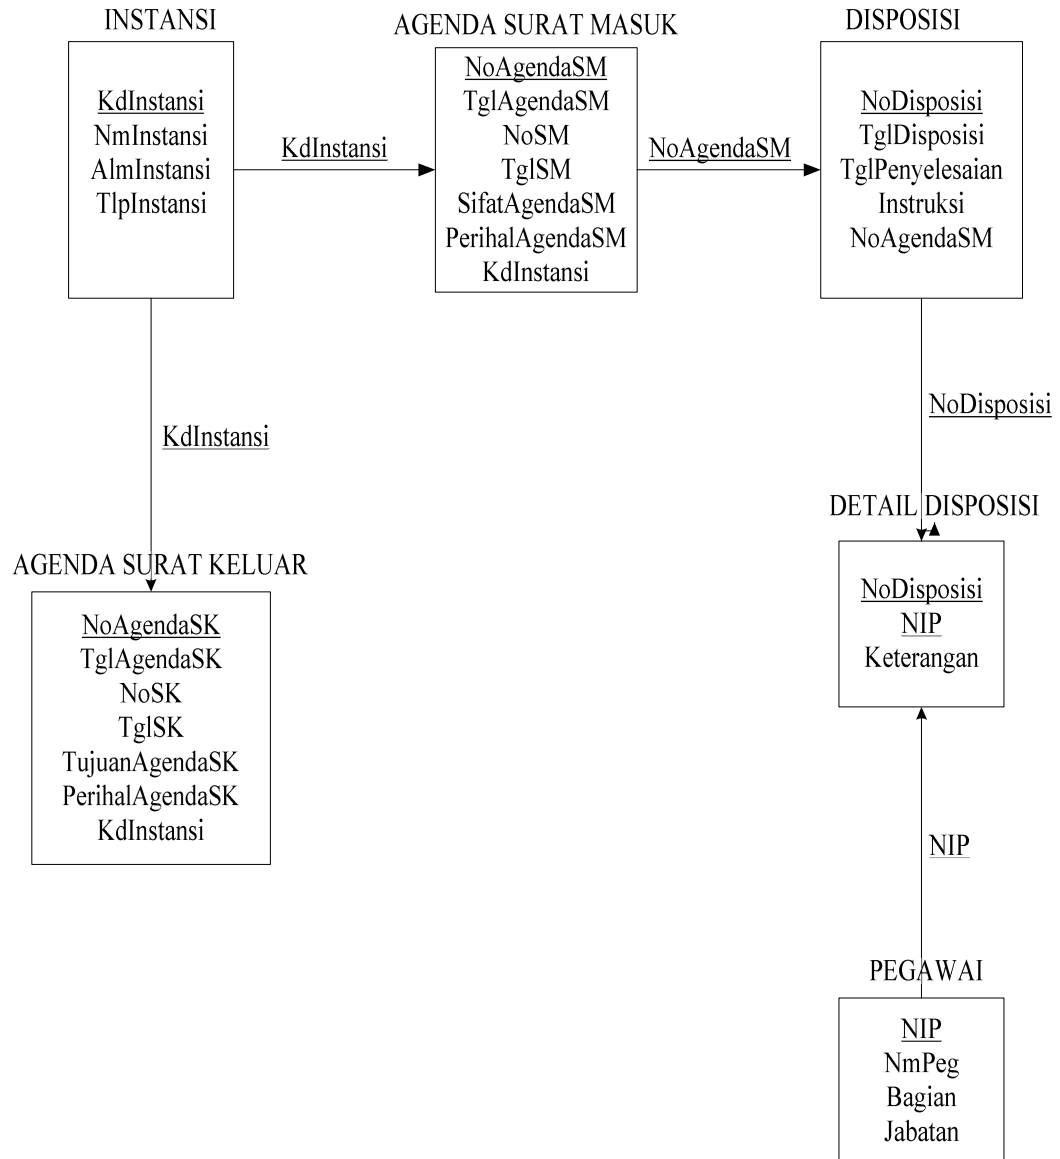 INSTANSI
KdInstansi
NmInstansi
AlmInstansi
TlpInstansi
KdInstansi
AGENDA SURAT MASUK
NoAgendaSM
TglAgendaSM
NoSM
TglSM
SifatAgendaSM
PerihalAgendaSM
KdInstansi
NoAgendaSM
DISPOSISI
NoDisposisi
TglDisposisi
TglPenyelesaian
Instruksi
NoAgendaSM
KdInstansi
NoDisposisi
AGENDA SURAT KELUAR
NoAgendaSK
TglAgendaSK
NoSK
TglSK
TujuanAgendaSK
PerihalAgendaSK
KdInstansi
DETAIL DISPOSISI
NoDisposisi
NIP
Keterangan
NIP
PEGAWAI
NIP
NmPeg
Bagian
Jabatan